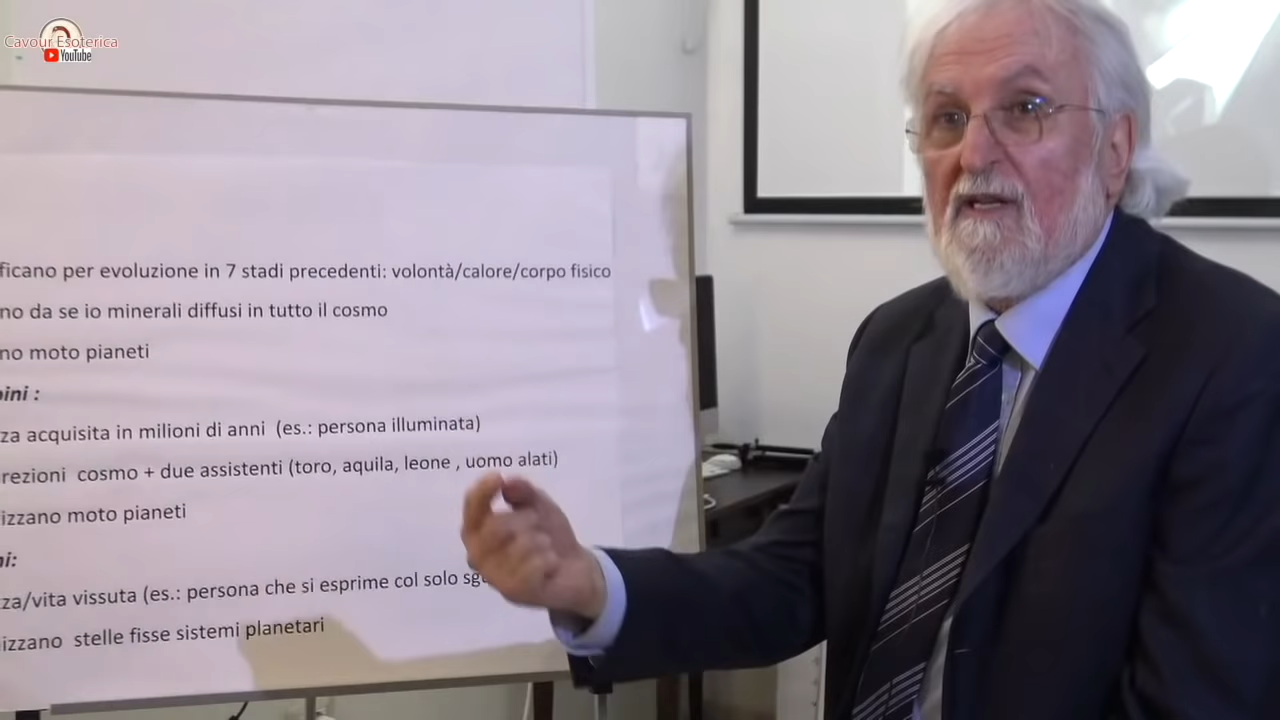 Cavour Esoterica
YouTube
ficano per evoluzione in 7 stadi precedenti: volontà/calore/corpo fisico
no da se io minerali diffusi in tutto il cosmo
no moto pianeti
ini :
za acquisita in milioni di anni (es.: persona illuminata)
rezioni cosmo + due assistenti (toro, aquila, leone , uomo alati)
izzano moto pianeti
ni:
za/vita vissuta (es.: persona che si esprime col solo
izzano stelle fisse sistemi planetari